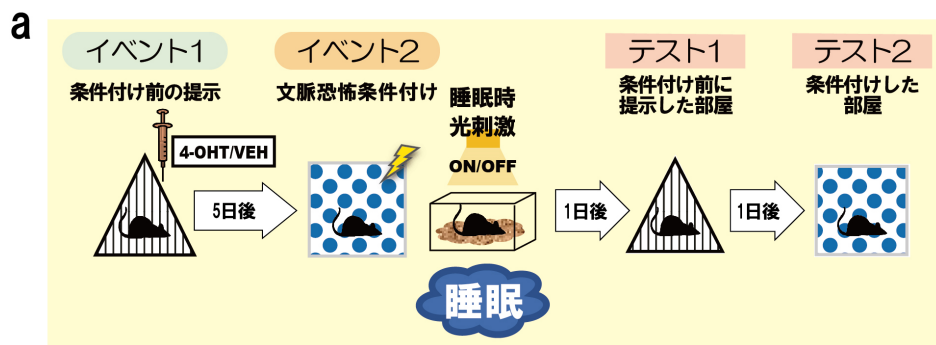 a
イベント1
イベント2
テスト1
テスト2
条件付け前の提示
文脈恐怖条件付け
睡眠時
光刺激
条件付け前に
提示した部屋
条件付けした
部屋
4-OHT/VEH
ON/OFF
5日後
1日後
1日後
睡眠